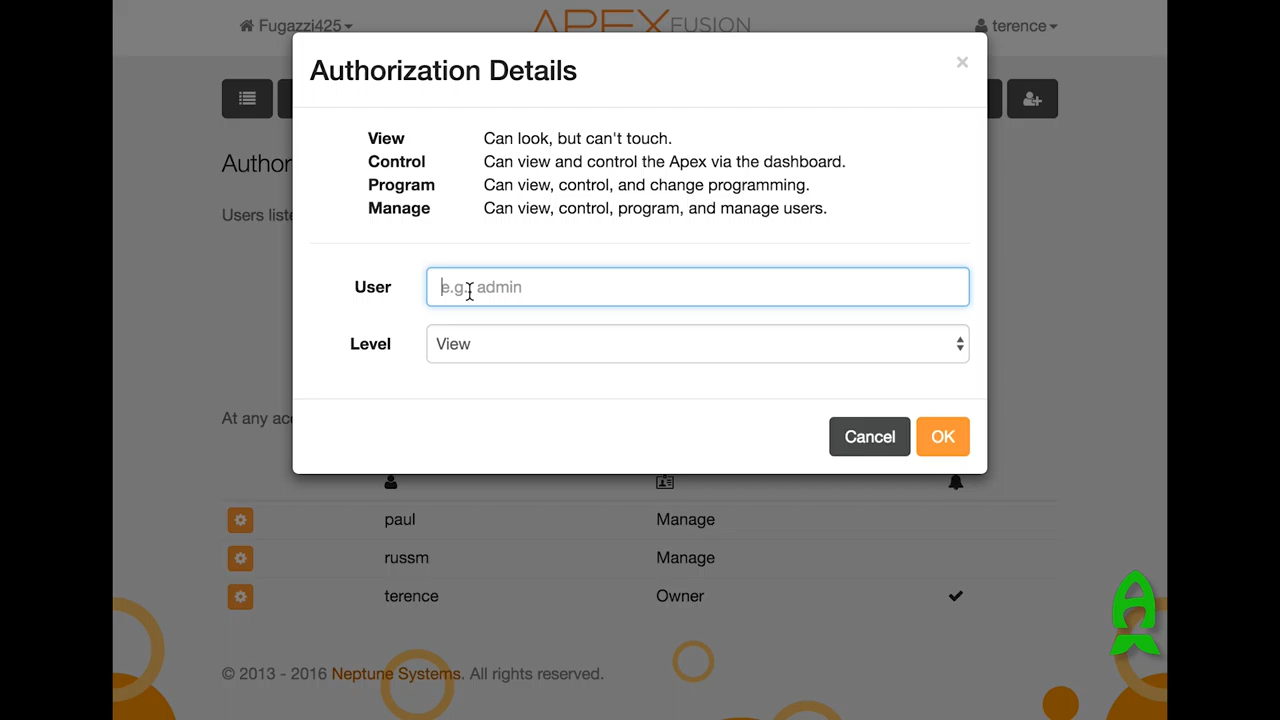 Fugazzi425
APEX FUSION
terence
Authorization Details
×
View Can look, but can't touch.
Control Can view and control the Apex via the dashboard.
Program Can view, control, and change programming.
Manage Can view, control, program, and manage users.
Author
Users liste
User e.g., admin
Level View
At any acc
Cancel OK
paul Manage
russm Manage
terence Owner
© 2013 - 2016 Neptune Systems. All rights reserved.